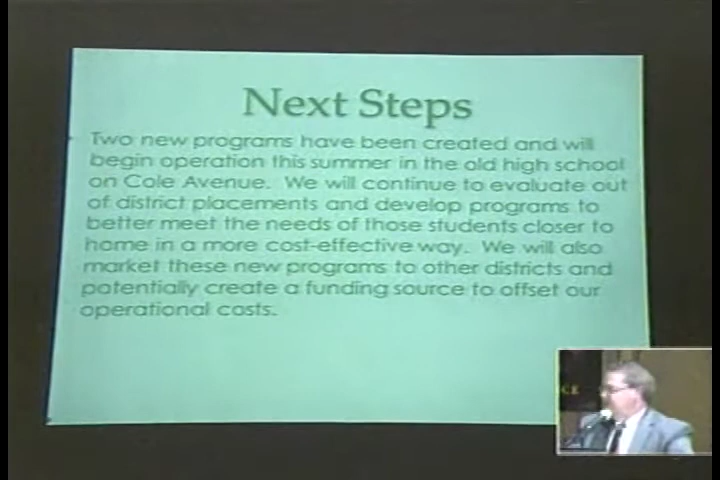 Next Steps
Two new programs have been created and will
begin operation this summer in the old high school
on Cole Avenue. We will continue to evaluate out
of district placements and develop programs to
better meet the needs of those students closer to
home in a more cost-effective way. We will also
market these new programs to other districts and
potentially create a funding source to offset our
operational costs.